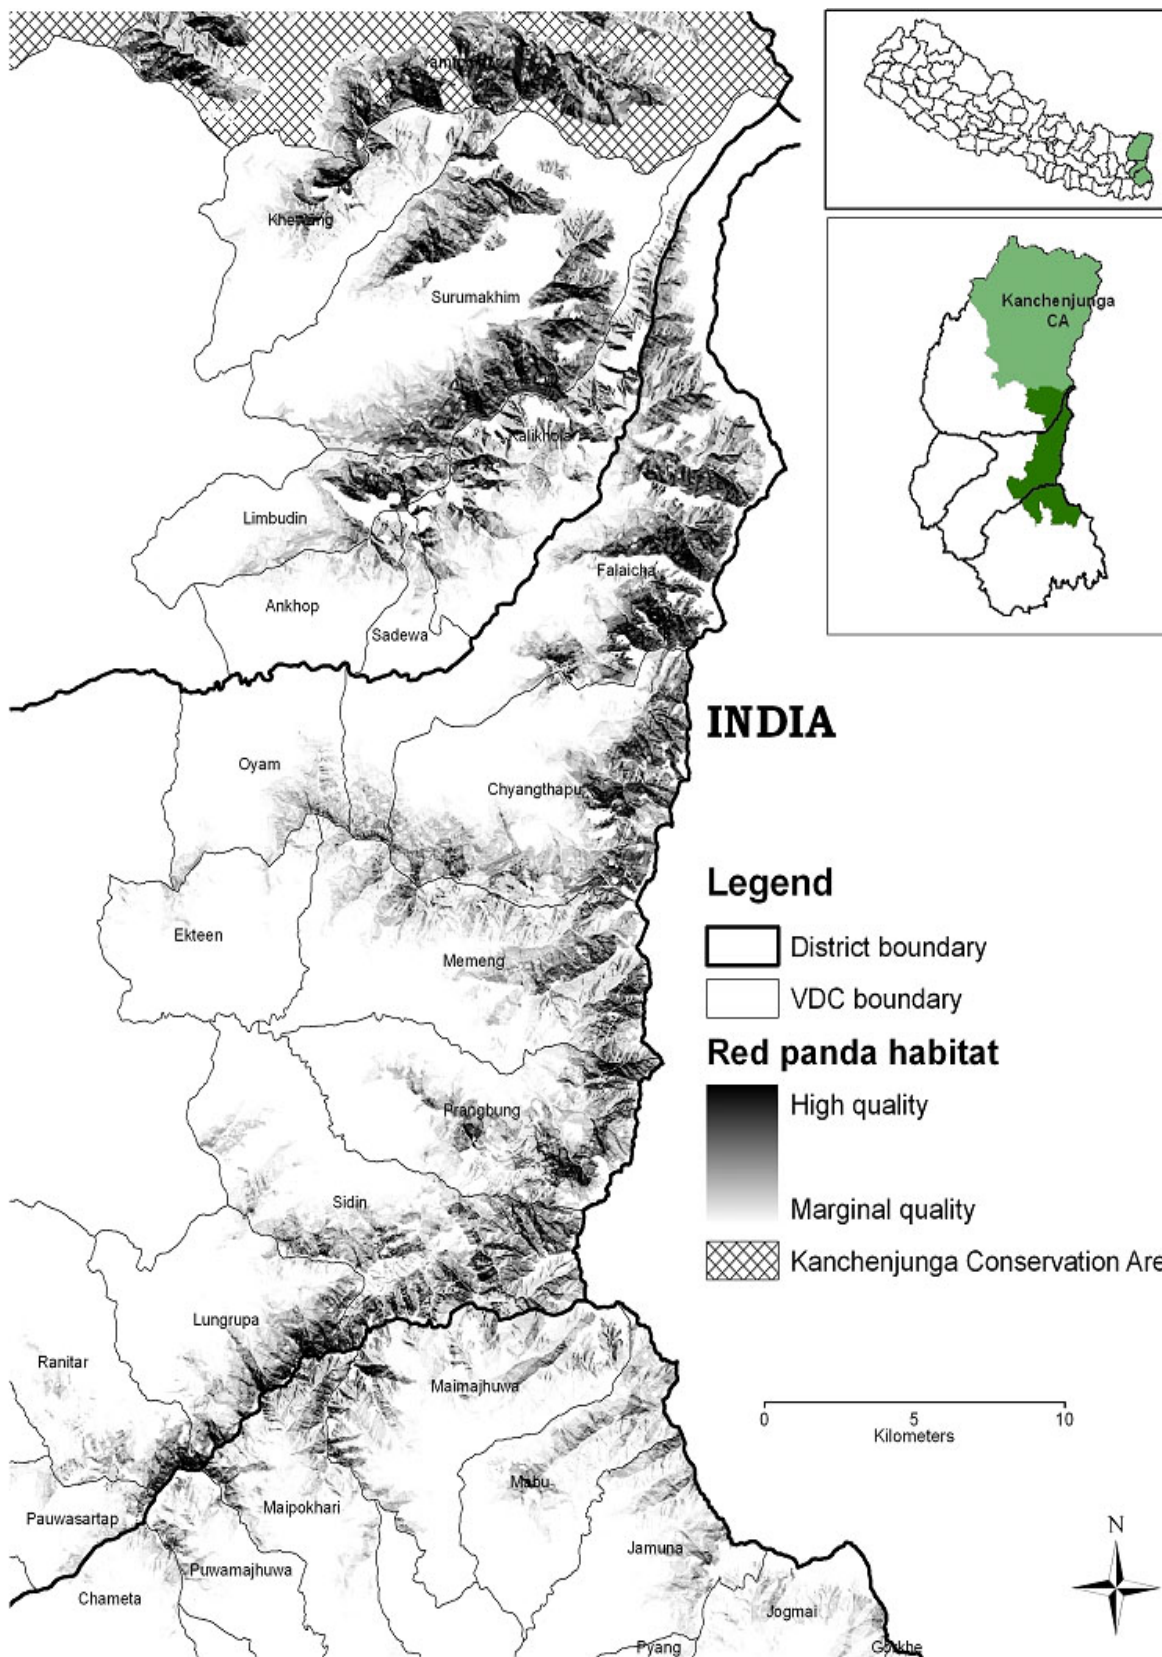 Kanchenjunga
CA
Surumakhim
Limbudin
Falaicha
Ankhop
Sadewa
INDIA
Oyam
Chyangthapu
Legend
Ekteen
District boundary
Memeng
VDC boundary
Red panda habitat
High quality
Prangbung
Sidin
Marginal quality
Kanchenjunga Conservation Are
Lungrupa
Ranitar
Maimajhuwa
0 5 10
Kilometers
Mabu
Maipokhari
Pauwasartap
N
Jamuna
Puwamajhuwa
Chameta
Jogmai
Pyang
Gorkhe